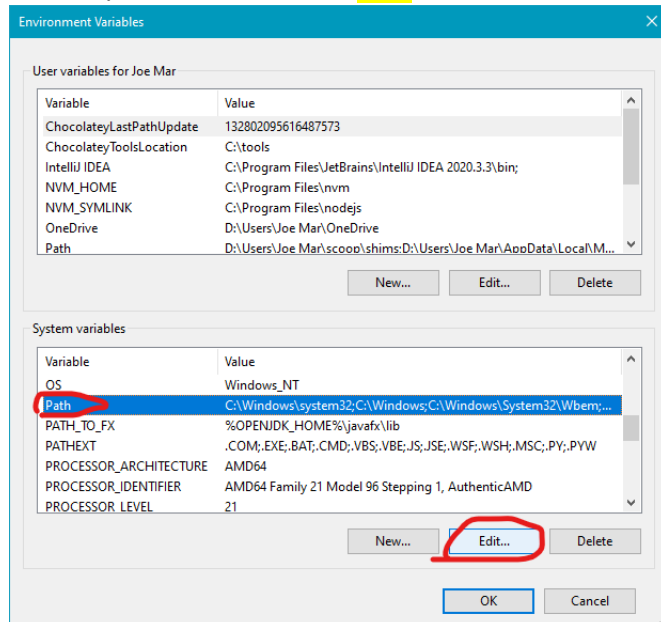 Environment Variables
User variables for Joe Mar
Variable Value
ChocolateyLastPathUpdate 132802095616487573
ChocolateyToolsLocation C:\tools
IntelliJ IDEA C:\Program Files\JetBrains\IntelliJ IDEA 2020.3.3\bin;
NVM_HOME C:\Program Files\nvm
NVM_SYMLINK C:\Program Files\nodejs
OneDrive D:\Users\Joe Mar\OneDrive
Path D:\Users\Joe Mar\scoop\shims;D:\Users\Joe Mar\AppData\Local\M...
New... Edit... Delete
System variables
Variable Value
OS Windows_NT
Path C:\Windows\system32;C:\Windows;C:\Windows\System32\Wbem;...
PATH_TO_FX %OPENJDK_HOME%\javafx\lib
PATHEXT .COM;.EXE;.BAT;.CMD;.VBS;.VBE;.JS;.JSE;.WSF;.WSH;.MSC;.PY;.PYW
PROCESSOR_ARCHITECTURE AMD64
PROCESSOR_IDENTIFIER AMD64 Family 21 Model 96 Stepping 1, AuthenticAMD
PROCESSOR_LEVEL 21
New... Edit... Delete
OK Cancel